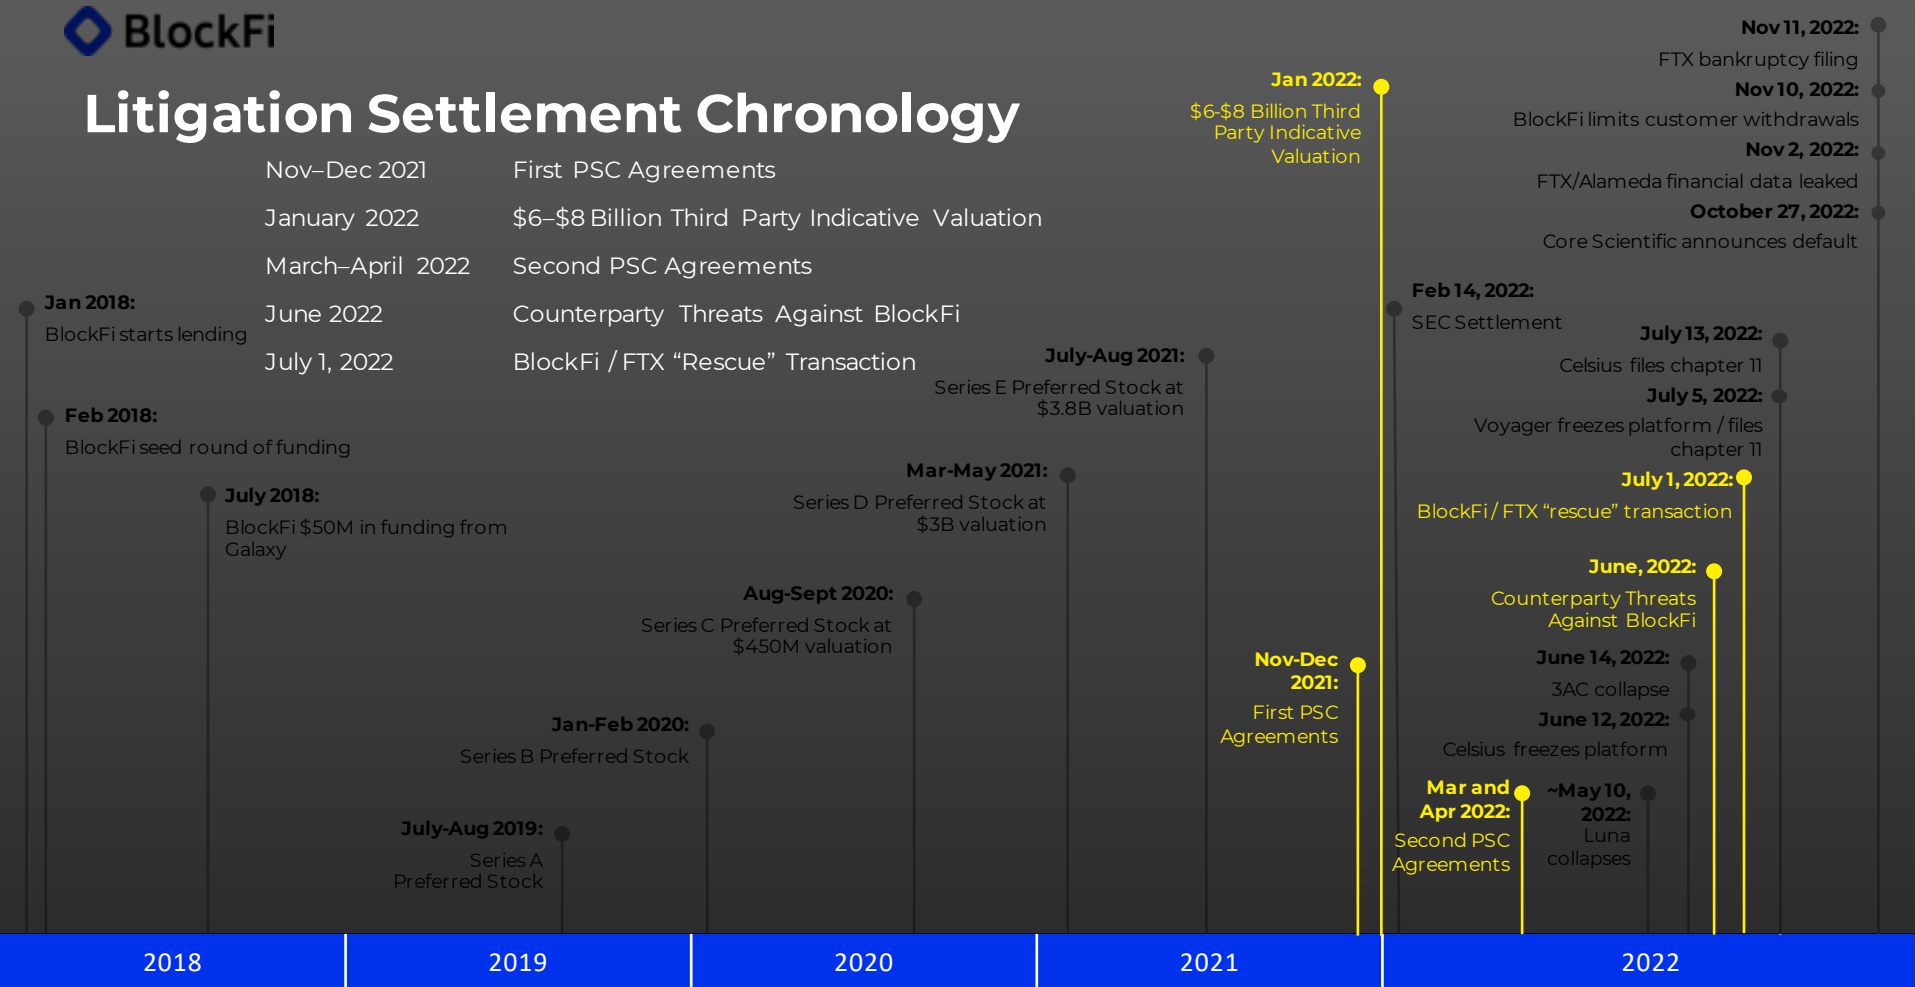 BlockFi
Litigation Settlement Chronology
Nov–Dec 2021 First PSC Agreements
January 2022 $6–$8 Billion Third Party Indicative Valuation
March–April 2022 Second PSC Agreements
June 2022 Counterparty Threats Against BlockFi
July 1, 2022 BlockFi / FTX “Rescue” Transaction
Jan 2018:
BlockFi starts lending
Feb 2018:
BlockFi seed round of funding
July 2018:
BlockFi $50M in funding from
Galaxy
July-Aug 2019:
Series A
Preferred Stock
Jan-Feb 2020:
Series B Preferred Stock
Aug-Sept 2020:
Series C Preferred Stock at
$450M valuation
Mar-May 2021:
Series D Preferred Stock at
$3B valuation
July-Aug 2021:
Series E Preferred Stock at
$3.8B valuation
Nov-Dec
2021:
First PSC
Agreements
Jan 2022:
$6-$8 Billion Third
Party Indicative
Valuation
Feb 14, 2022:
SEC Settlement
Mar and
Apr 2022:
Second PSC
Agreements
~May 10,
2022:
Luna
collapses
Nov 11, 2022:
FTX bankruptcy filing
Nov 10, 2022:
BlockFi limits customer withdrawals
Nov 2, 2022:
FTX/Alameda financial data leaked
October 27, 2022:
Core Scientific announces default
July 13, 2022:
Celsius files chapter 11
July 5, 2022:
Voyager freezes platform / files
chapter 11
July 1, 2022:
BlockFi / FTX “rescue” transaction
June, 2022:
Counterparty Threats
Against BlockFi
June 14, 2022:
3AC collapse
June 12, 2022:
Celsius freezes platform
2018 2019 2020 2021 2022